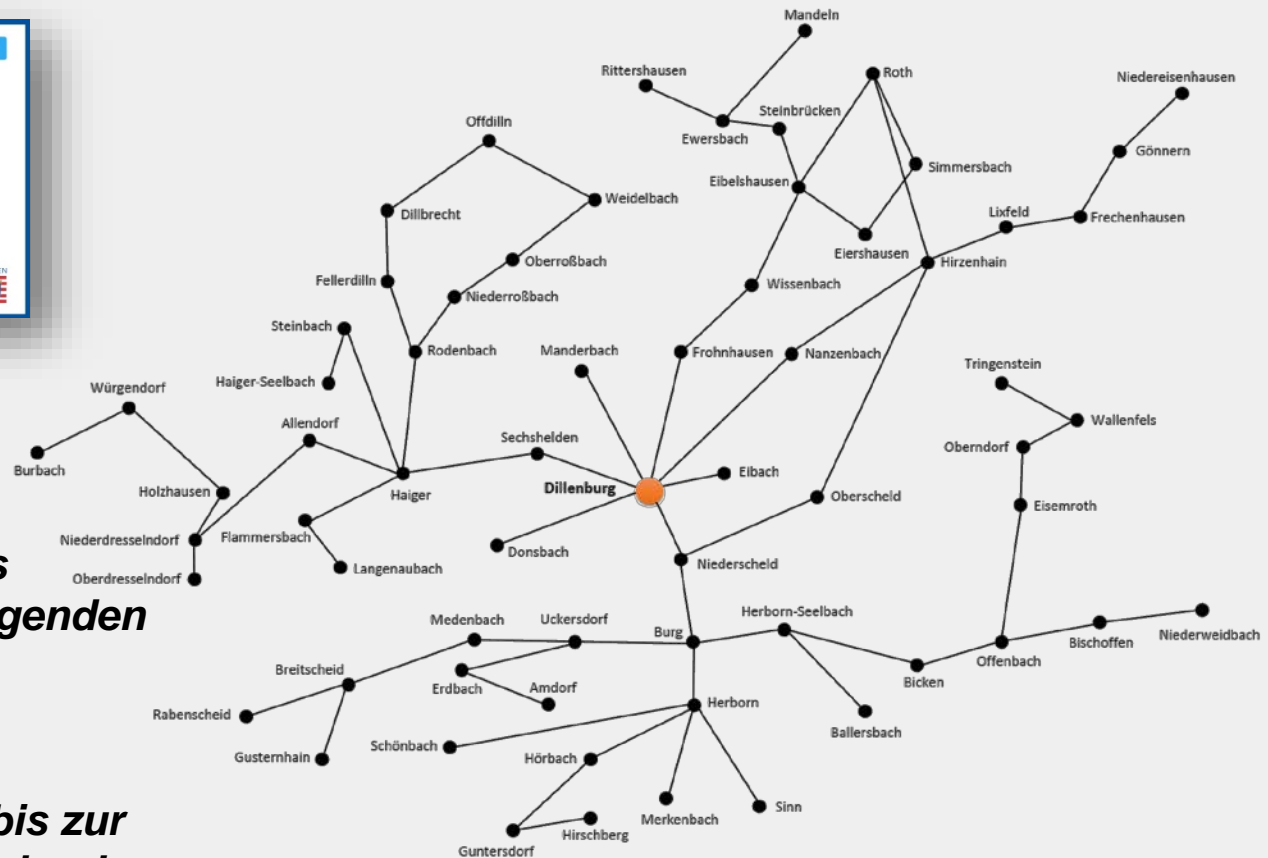 Mandeln
Rittershausen
Roth
Niedereisenhausen
Steinbrücken
Offdilln
Ewersbach
Gönnern
Simmersbach
Eibelshausen
Weidelbach
Dillbrecht
Lixfeld
Frechenhausen
Eiershausen
Oberroßbach
Hirzenhain
Fellerdilln
Wissenbach
Niederroßbach
Steinbach
Rodenbach
Manderbach
Frohnhausen
Nanzenbach
Tringenstein
Haiger-Seelbach
Würgendorf
Allendorf
Wallenfels
Sechshelden
Oberndorf
Burbach
Eibach
Dillenburg
Holzhausen
Haiger
Oberscheid
Eisemroth
Niederdresselndorf
Flammersbach
Donsbach
Niederscheid
Langenaubach
Oberdresselndorf
s
genden
Medenbach
Uckersdorf
Herborn-Seelbach
Burg
Niederweidbach
Bischoffen
Offenbach
Breitscheid
Bicken
Erdbach
Amdorf
Herborn
Rabenscheid
Ballersbach
Schönbach
Gusternhain
Hörbach
Sinn
Merkenbach
bis zur
Hirschberg
Guntersdorf